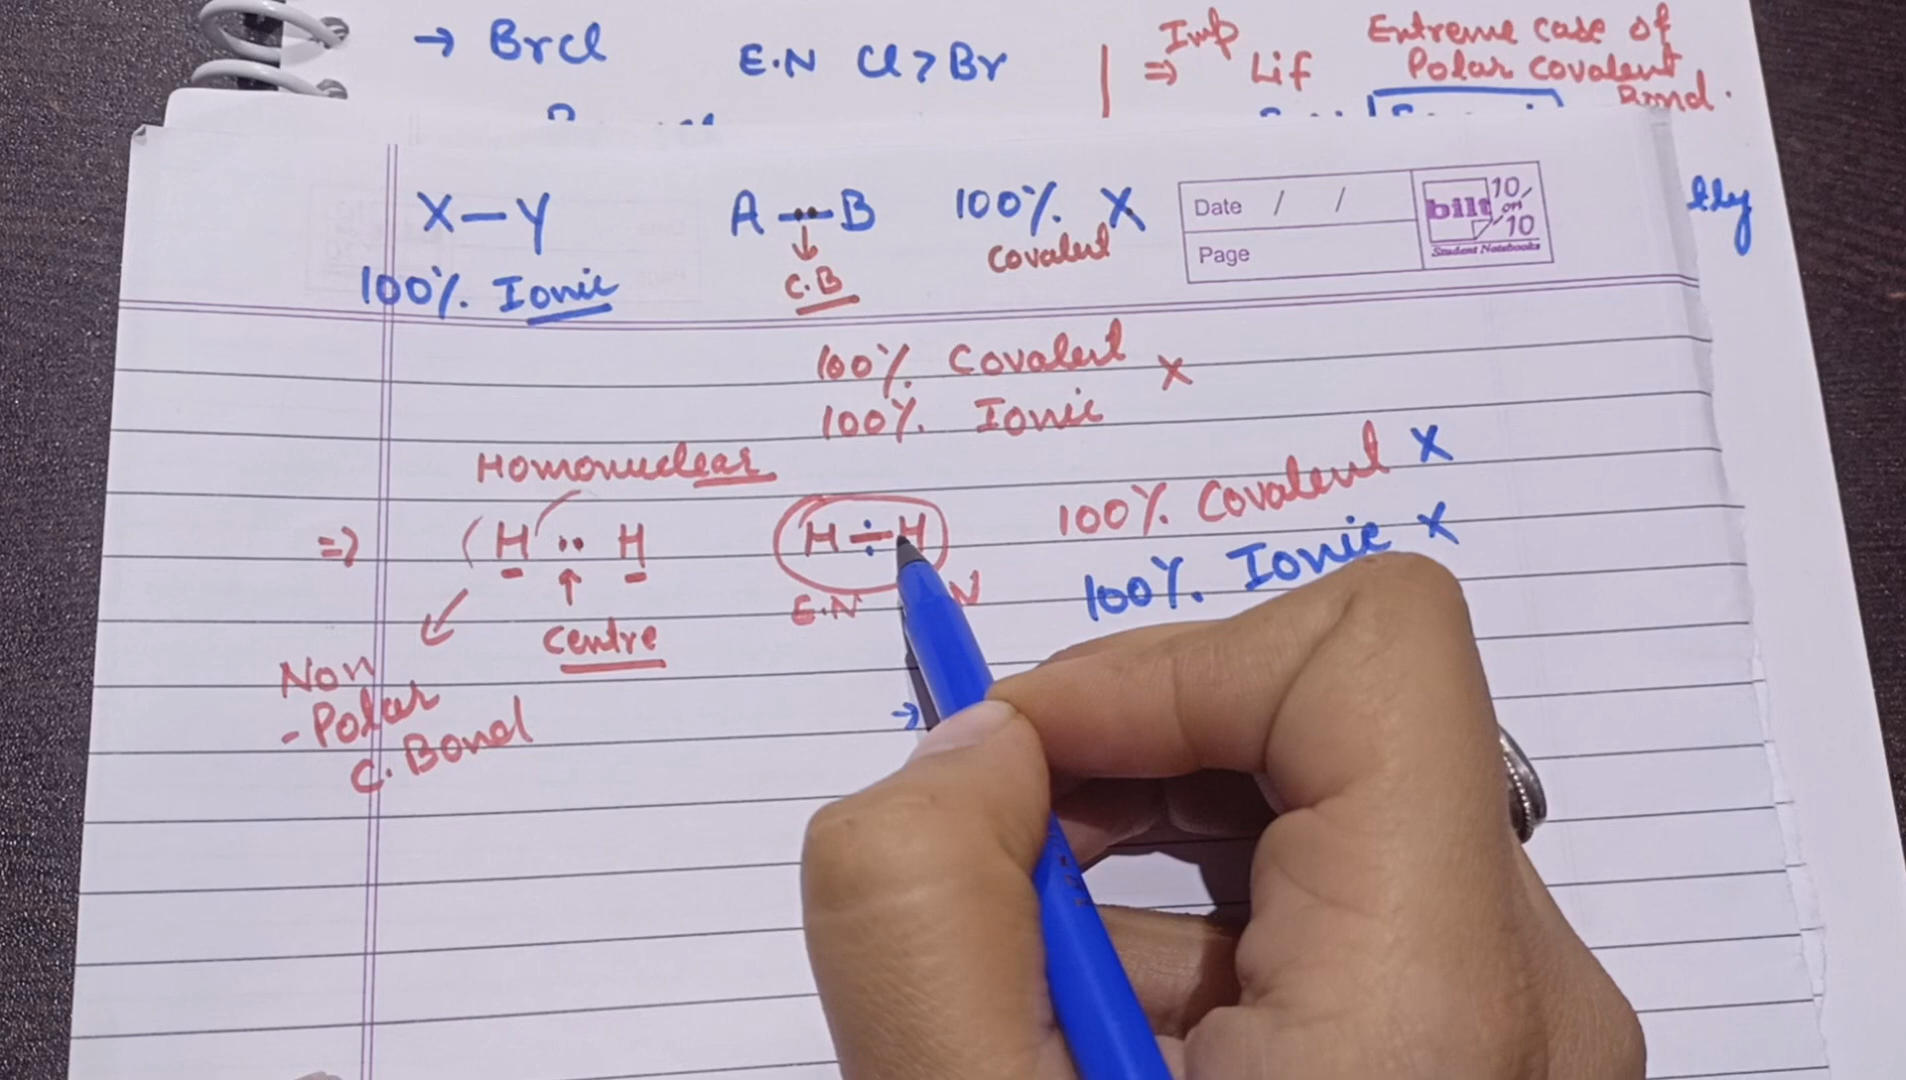 → BrCl E.N Cl > Br
Imp
⇒ Lif Extreme case of
Polar covalent
Bond.
X—Y A—B 100% X
Covalent
100% Ionic C.B
Date / /
Page
bilt 10 on 10
Student Notebooks
100% Covalent X
100% Ionic
Homonuclear
⇒ (H •• H H—H 100% Covalent X
100% Ionic X
Centre E.N N
Non
-Polar
C. Bond
→